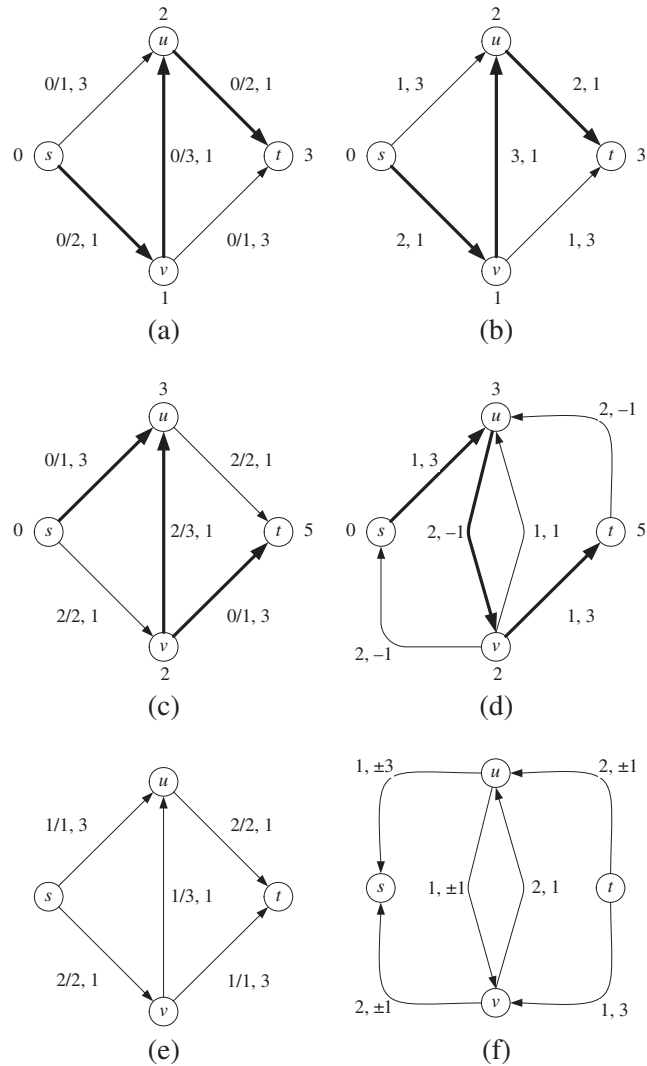 2
u
0/1, 3
0/2, 1
0
s
0/3, 1
t
3
0/2, 1
0/1, 3
v
1
(a)
2
u
1, 3
2, 1
0
s
3, 1
t
3
2, 1
1, 3
v
1
(b)
3
u
0/1, 3
2/2, 1
0
s
2/3, 1
t
5
2/2, 1
0/1, 3
v
2
(c)
3
u
2, –1
1, 3
0
s
2, –1
1, 1
t
5
1, 3
2, –1
v
2
(d)
u
1/1, 3
2/2, 1
s
1/3, 1
t
2/2, 1
1/1, 3
v
(e)
1, ±3
u
2, ±1
s
1, ±1
2, 1
t
2, ±1
v
1, 3
(f)